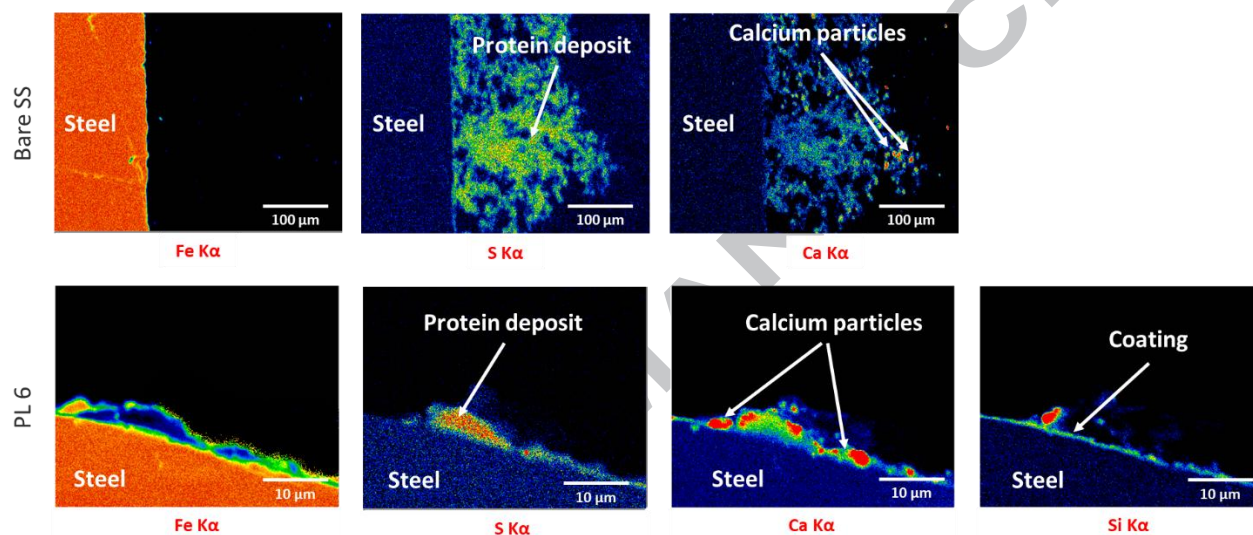 Bare SS
Steel
100 µm
Fe Kα
Protein deposit
Steel
100 µm
S Kα
Calcium particles
Steel
100 µm
Ca Kα
PL 6
Steel
10 µm
Fe Kα
Protein deposit
Steel
10 µm
S Kα
Calcium particles
Steel
10 µm
Ca Kα
Coating
Steel
10 µm
Si Kα